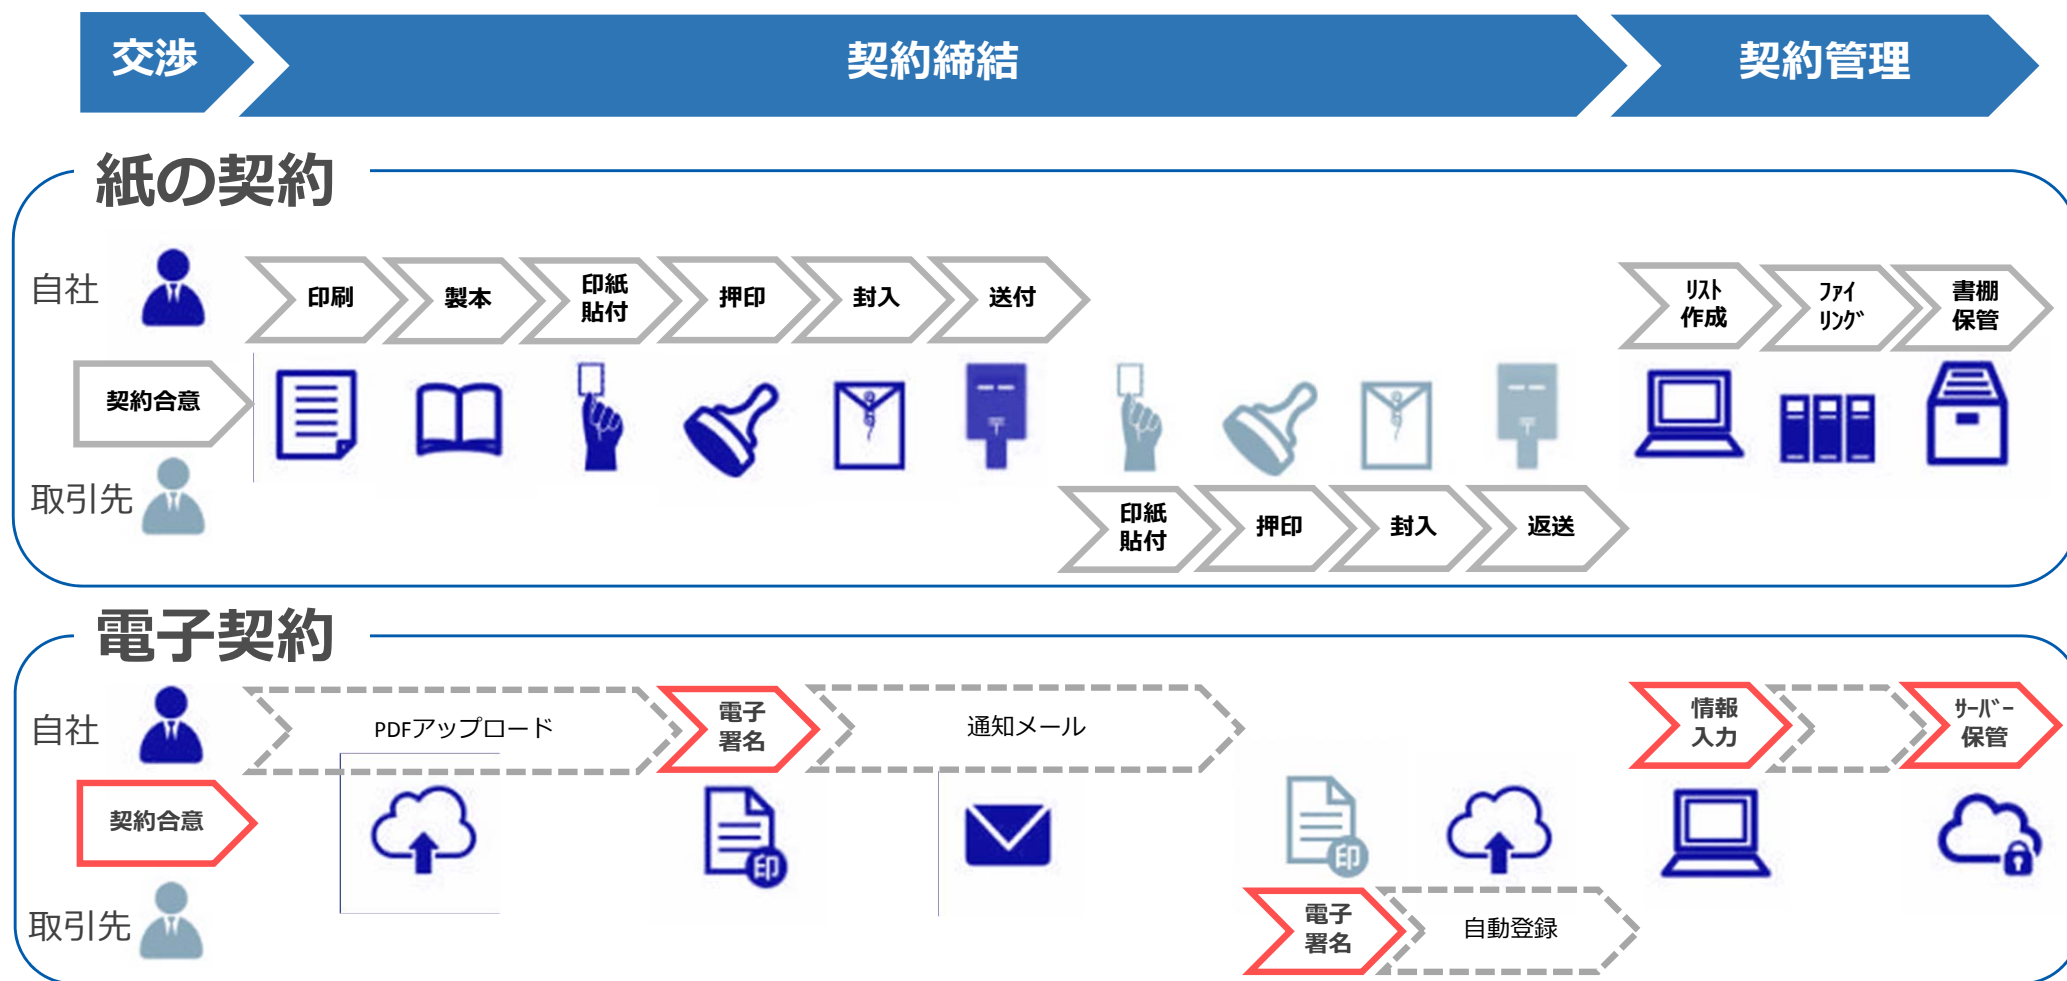 交渉
契約締結
契約管理
紙の契約
自社
印刷
製本
印紙
貼付
押印
封入
送付
ﾘｽﾄ
作成
ﾌｧｲ
ﾘﾝｸﾞ
書棚
保管
契約合意
取引先
印紙
貼付
押印
封入
返送
電子契約
自社
PDFアップロード
電子
署名
通知メール
情報
入力
ｻｰﾊﾞｰ
保管
契約合意
印
印
取引先
電子
署名
自動登録